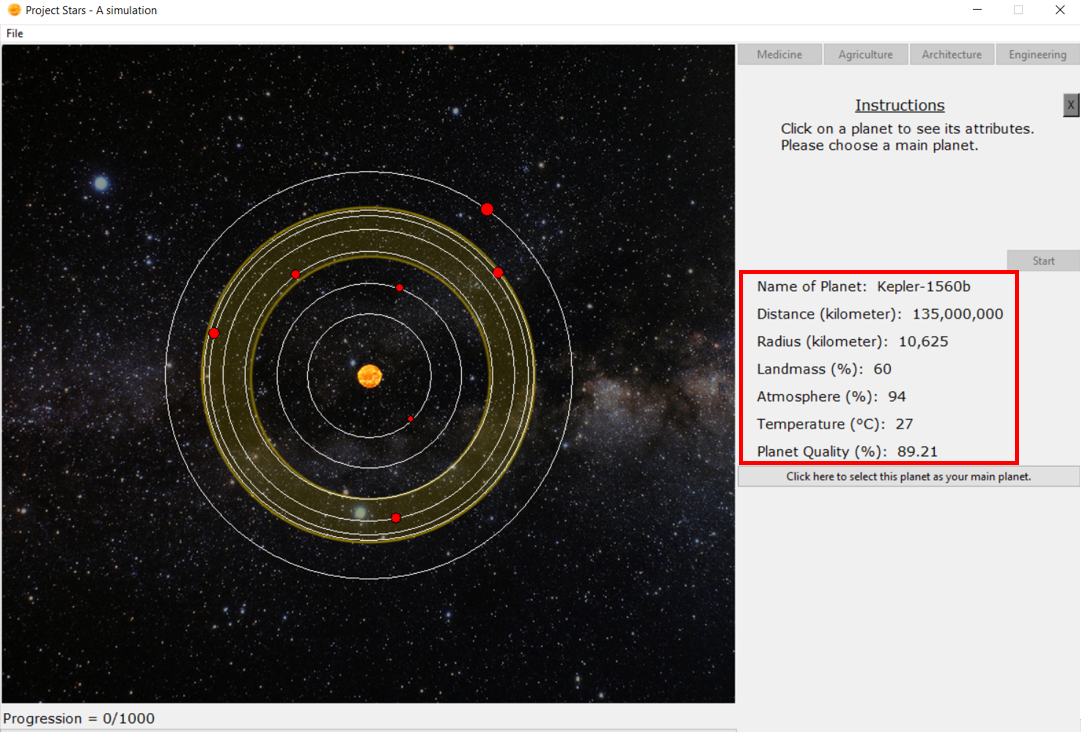 Project Stars - A simulation
File
Medicine Agriculture Architecture Engineering
Instructions
X
Click on a planet to see its attributes.
Please choose a main planet.
Start
Name of Planet: Kepler-1560b
Distance (kilometer): 135,000,000
Radius (kilometer): 10,625
Landmass (%): 60
Atmosphere (%): 94
Temperature (°C): 27
Planet Quality (%): 89.21
Click here to select this planet as your main planet.
Progression = 0/1000